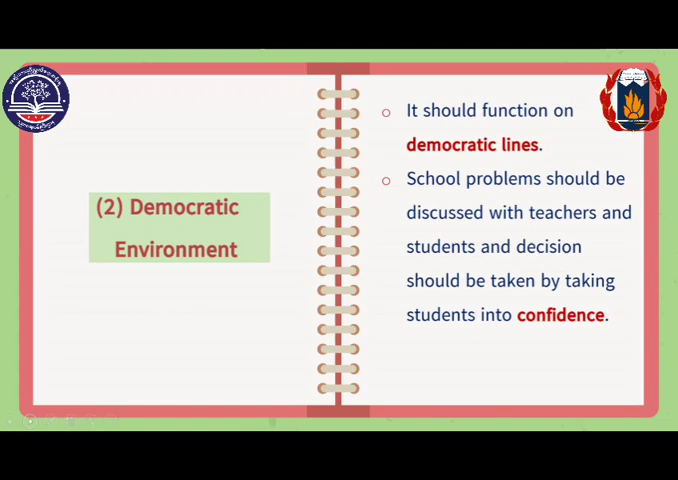 (2) Democratic
Environment
It should function on
democratic lines.
School problems should be
discussed with teachers and
students and decision
should be taken by taking
students into confidence.